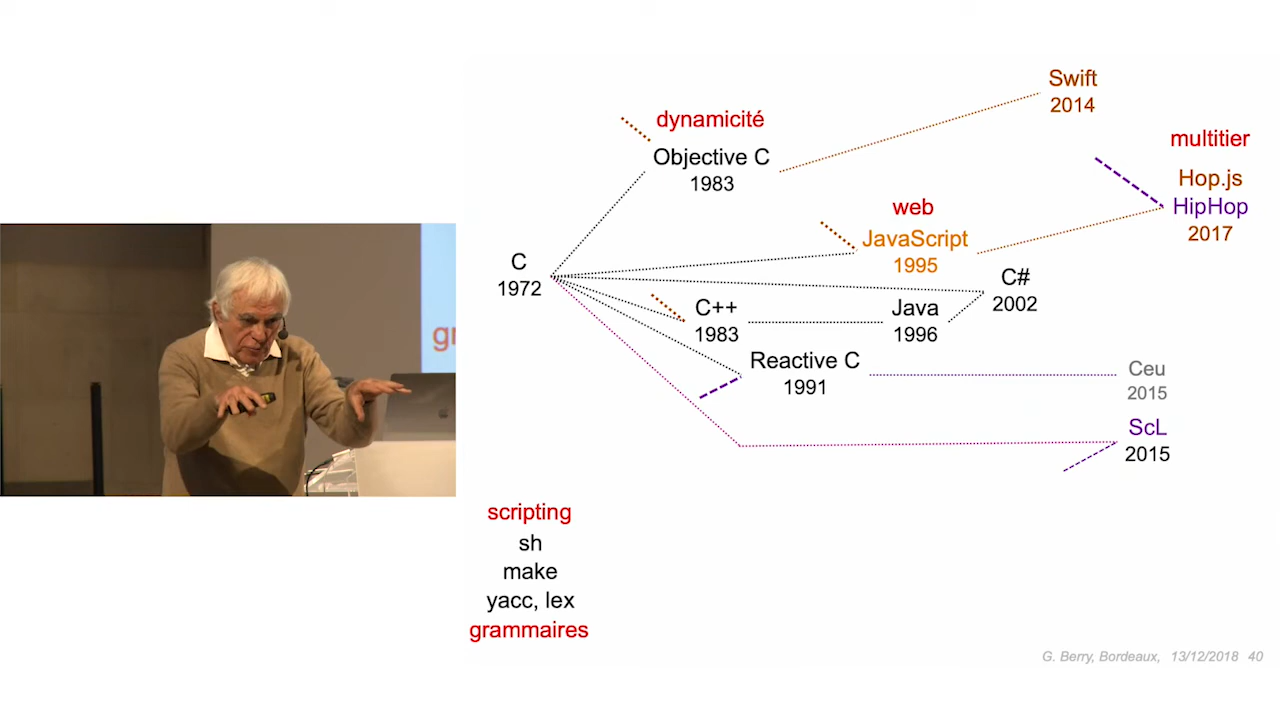 Swift
2014
dynamicité
Objective C
1983
multitier
Hop.js
HipHop
2017
web
JavaScript
1995
C
1972
C#
2002
C++
1983
Java
1996
Reactive C
1991
Ceu
2015
ScL
2015
gr
scripting
sh
make
yacc, lex
grammaires
G. Berry, Bordeaux, 13/12/2018 40